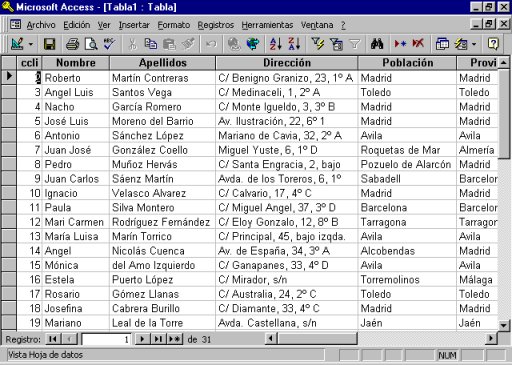 Microsoft Access - [Tabla1 : Tabla]
Archivo Edición Ver Insertar Formato Registros Herramientas Ventana ?
ccli Nombre Apellidos Dirección Población Provi
2 Roberto Martín Contreras C/ Benigno Granizo, 23, 1º A Madrid Madrid
3 Angel Luis Santos Vega C/ Medinaceli, 1, 2º A Toledo Toledo
4 Nacho García Romero C/ Monte Igueldo, 3, 3º B Madrid Madrid
5 José Luis Moreno del Barrio Av. Ilustración, 22, 6º 1 Madrid Madrid
6 Antonio Sánchez López Mariano de Cavia, 32, 2º A Avila Avila
7 Juan José González Coello Miguel Yuste, 6, 1º D Roquetas de Mar Almería
8 Pedro Muñoz Hervás C/ Santa Engracia, 2, bajo Pozuelo de Alarcón Madrid
9 Juan Carlos Sáenz Martín Avda. de los Toreros, 6, 1º Sabadell Barcelor
10 Ignacio Velasco Alvarez C/ Calvario, 17, 4º C Madrid Madrid
11 Paula Silva Montero C/ Miguel Angel, 37, 3º D Barcelona Barcelor
12 Mari Carmen Rodríguez Fernández C/ Eloy Gonzalo, 12, 8º B Tarragona Tarragor
13 María Luisa Marín Torrico C/ Principal, 45, bajo izqda. Avila Avila
14 Angel Nicolás Cuenca Av. de España, 34, 3º A Alcobendas Madrid
15 Mónica del Amo Izquierdo C/ Ganapanes, 33, 4º D Avila Avila
16 Estela Puerto López C/ Mirador, s/n Torremolinos Málaga
17 Rosario Gómez Llanas C/ Australia, 24, 2º C Toledo Toledo
18 Josefina Cabrera Burillo C/ Diamante, 33, 4º C Madrid Madrid
19 Mariano Leal de la Torre Avda. Castellana, s/n Jaén Jaén
Registro: 1 de 31
Vista Hoja de datos NUM